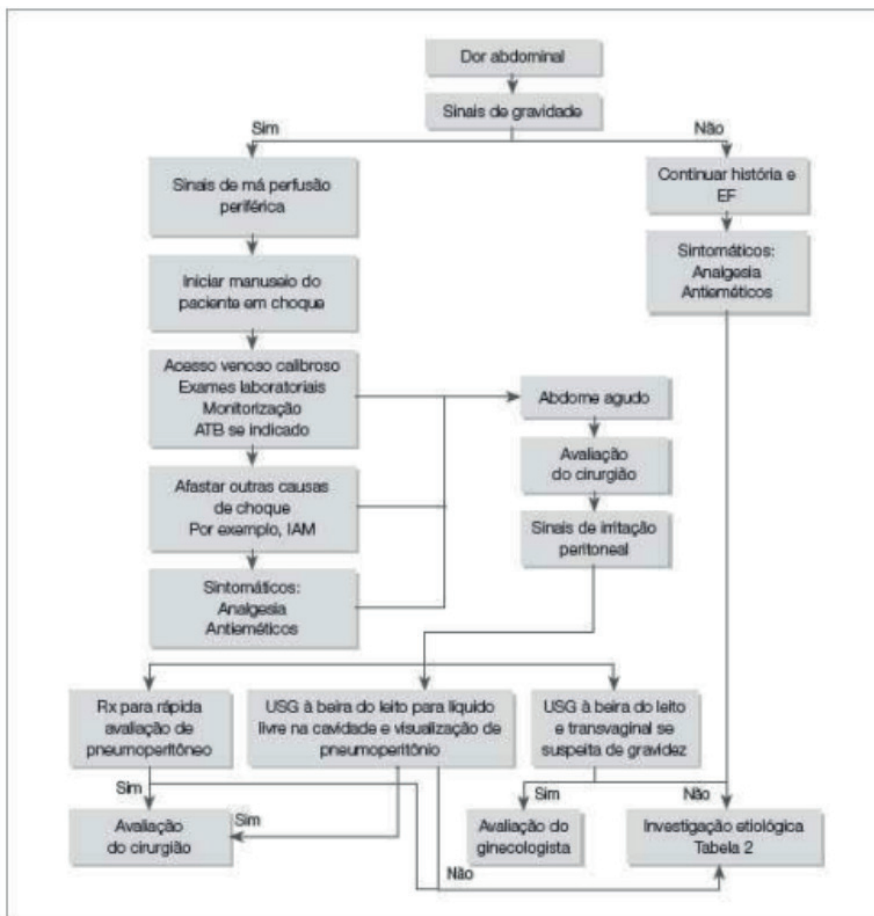 Dor abdominal
Sinais de gravidade
Sim
Não
Sinais de má perfusão
periférica
Continuar história e
EF
Iniciar manuseio do
paciente em choque
Sintomáticos:
Analgesia
Antieméticos
Acesso venoso calibroso
Exames laboratoriais
Monitorização
ATB se indicado
Abdome agudo
Avaliação
do cirurgião
Afastar outras causas
de choque
Por exemplo, IAM
Sinais de irritação
peritoneal
Sintomáticos:
Analgesia
Antieméticos
Rx para rápida
avaliação de
pneumoperitôneo
USG à beira do leito para líquido
livre na cavidade e visualização de
pneumoperitônio
USG à beira do leito
e transvaginal se
suspeita de gravidez
Sim
Sim
Sim
Não
Avaliação
do cirurgião
Avaliação do
ginecologista
Investigação etiológica
Tabela 2
Não